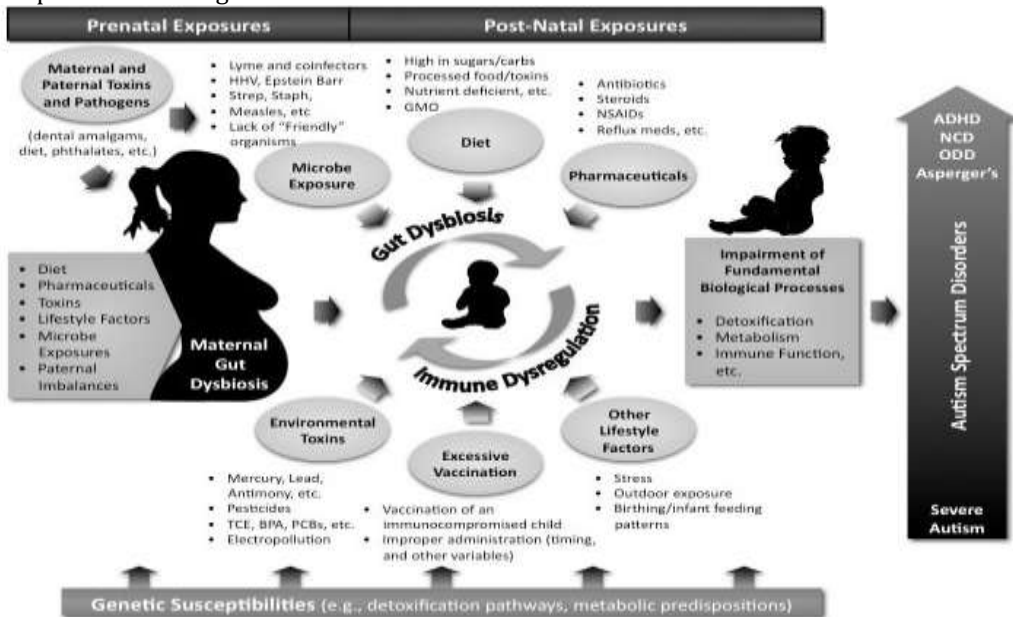 Prenatal Exposures
Post-Natal Exposures
Maternal and
Paternal Toxins
and Pathogens
(dental amalgams,
diet, phthalates, etc.)
• Lyme and coinfectors
• HHV, Epstein Barr
• Strep, Staph,
• Measles, etc
• Lack of “Friendly”
organisms
Microbe
Exposure
• High in sugars/carbs
• Processed food/toxins
• Nutrient deficient, etc.
• GMO
Diet
• Antibiotics
• Steroids
• NSAIDs
• Reflux meds, etc.
Pharmaceuticals
ADHD
NCD
ODD
Asperger’s
Autism Spectrum Disorders
Severe
Autism
• Diet
• Pharmaceuticals
• Toxins
• Lifestyle Factors
• Microbe
Exposures
• Paternal
Imbalances
Maternal
Gut
Dysbiosis
Gut Dysbiosis
Immune Dysregulation
Impairment of
Fundamental
Biological Processes
• Detoxification
• Metabolism
• Immune Function,
etc.
Environmental
Toxins
• Mercury, Lead,
Antimony, etc.
• Pesticides
• TCE, BPA, PCBs, etc.
• Electropollution
Excessive
Vaccination
• Vaccination of an
immunocompromised child
• Improper administration (timing,
and other variables)
Other
Lifestyle
Factors
• Stress
• Outdoor exposure
• Birthing/infant feeding
patterns
Genetic Susceptibilities (e.g., detoxification pathways, metabolic predispositions)